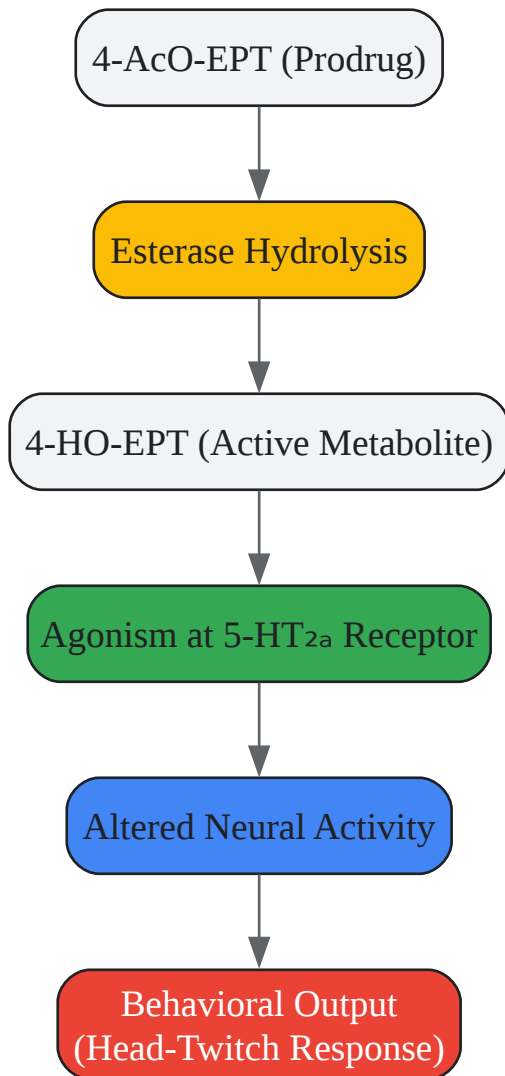 4-AcO-EPT (Prodrug)
Esterase Hydrolysis
4-HO-EPT (Active Metabolite)
Agonism at 5-HT₂ₐ Receptor
Altered Neural Activity
Behavioral Output
(Head-Twitch Response)